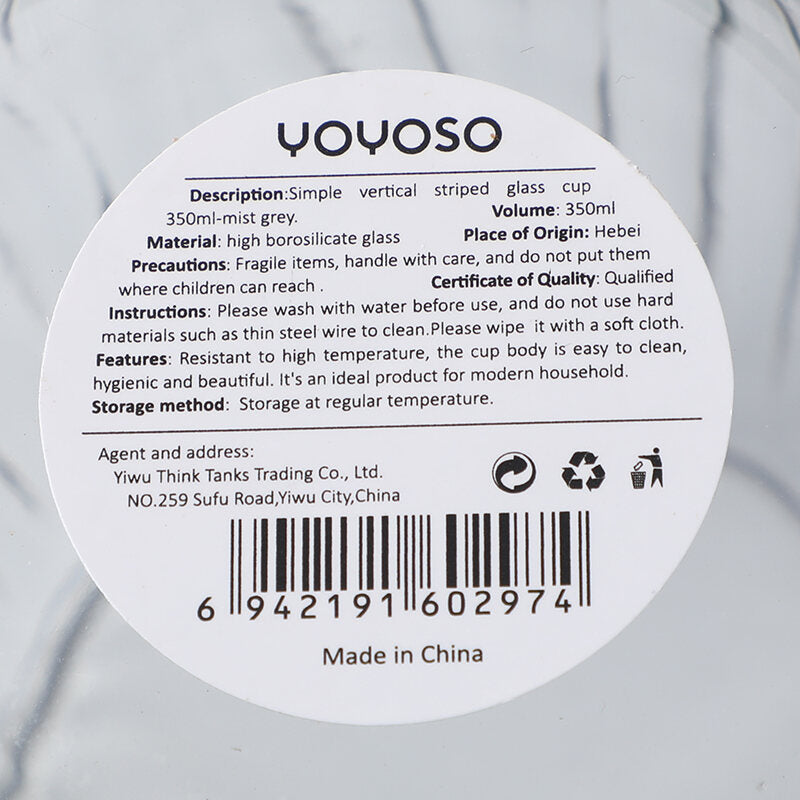 YOYOSO
Description:Simple vertical striped glass cup
350ml-mist grey. Volume: 350ml
Material: high borosilicate glass Place of Origin: Hebei
Precautions: Fragile items, handle with care, and do not put them
where children can reach . Certificate of Quality: Qualified
Instructions: Please wash with water before use, and do not use hard
materials such as thin steel wire to clean.Please wipe it with a soft cloth.
Features: Resistant to high temperature, the cup body is easy to clean,
hygienic and beautiful. It's an ideal product for modern household.
Storage method: Storage at regular temperature.
Agent and address:
Yiwu Think Tanks Trading Co., Ltd.
NO.259 Sufu Road,Yiwu City,China
6 942191 602974
Made in China